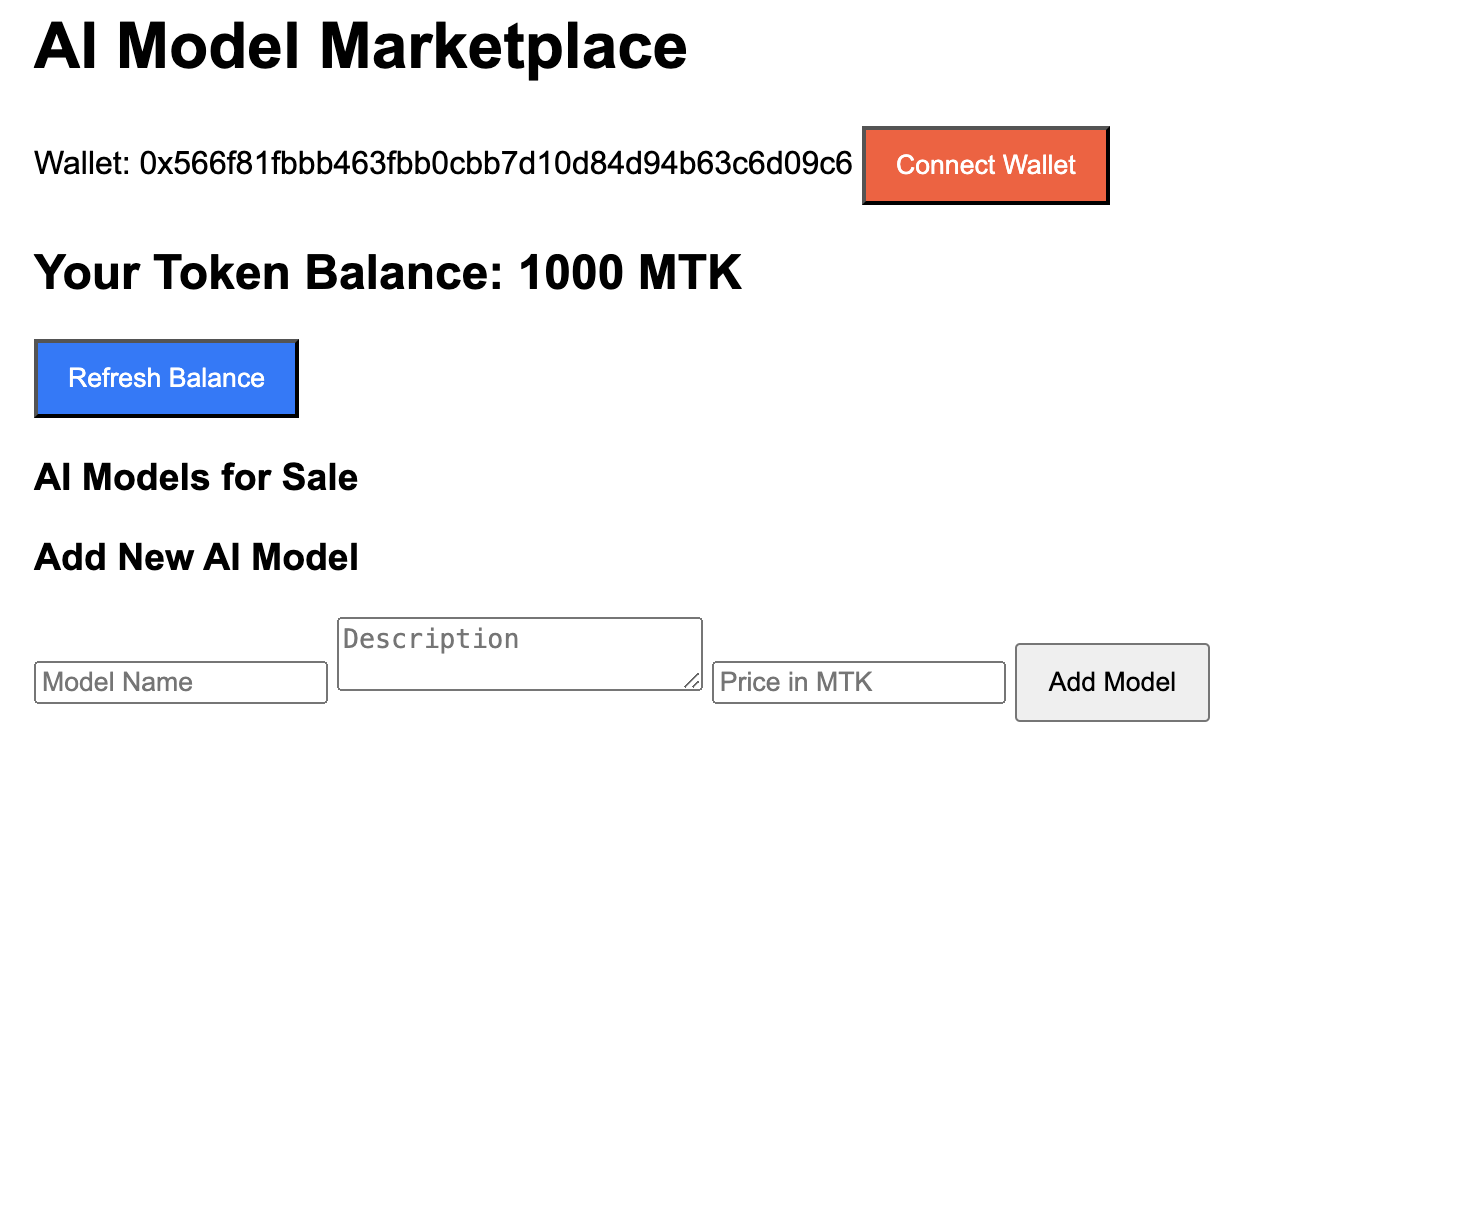 AI Model Marketplace
Wallet: 0x566f81fbbb463fbb0cbb7d10d84d94b63c6d09c6 Connect Wallet
Your Token Balance: 1000 MTK
Refresh Balance
AI Models for Sale
Add New AI Model
Model Name Description Price in MTK Add Model